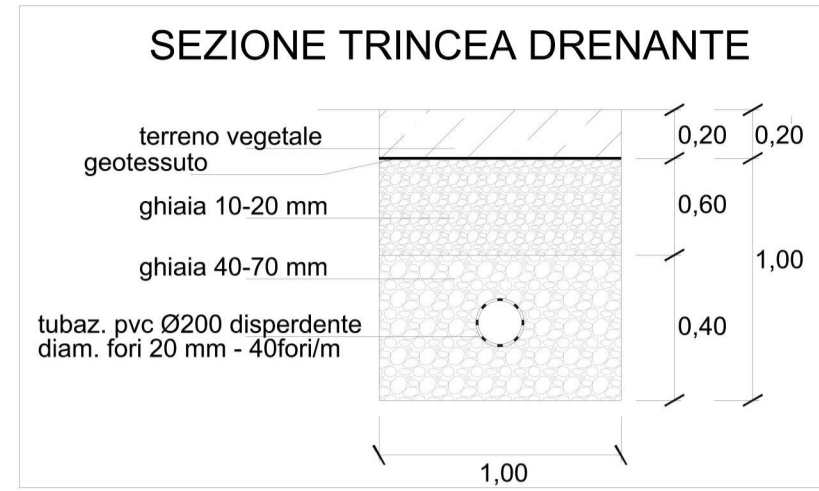 SEZIONE TRINCEA DRENANTE
terreno vegetale
geotessuto
ghiaia 10-20 mm
ghiaia 40-70 mm
tubaz. pvc Ø200 disperdente
diam. fori 20 mm - 40fori/m
0,20
0,20
0,60
1,00
0,40
1,00